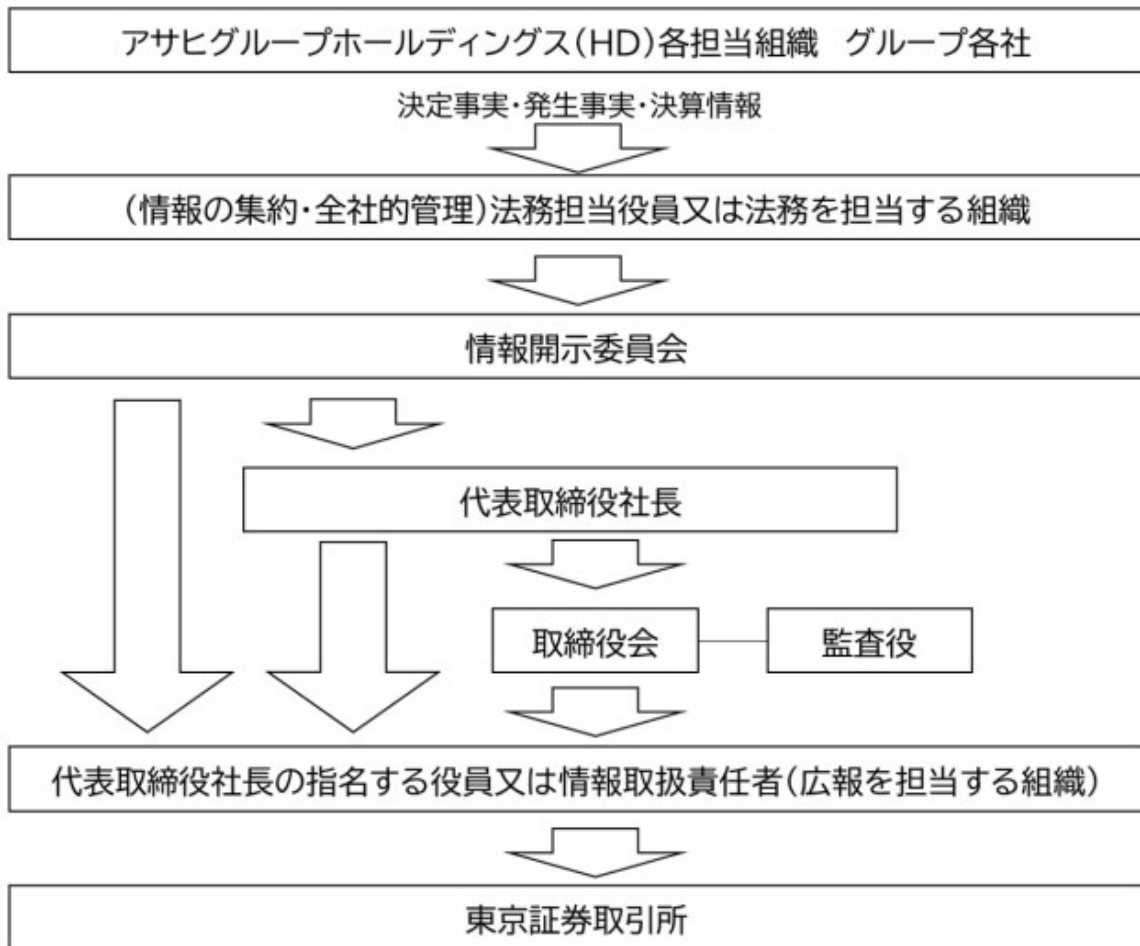 アサヒグループホールディングス(HD)各担当組織　グループ各社
決定事実・発生事実・決算情報
(情報の集約・全社的管理)法務担当役員又は法務を担当する組織
情報開示委員会
代表取締役社長
取締役会
監査役
代表取締役社長の指名する役員又は情報取扱責任者(広報を担当する組織)
東京証券取引所